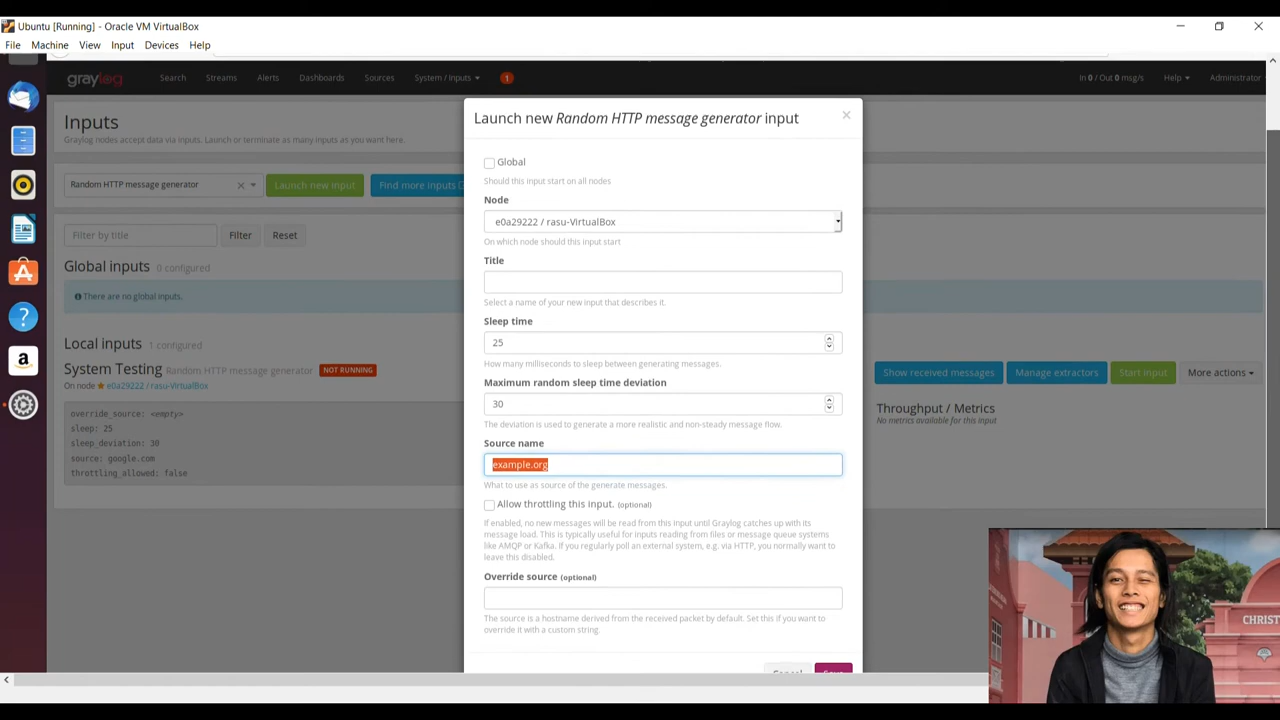 Ubuntu [Running] - Oracle VM VirtualBox
File Machine View Input Devices Help
graylog Search Streams Alerts Dashboards Sources System / Inputs 1 In 0 / Out 0 msg/s Help Administrator
Inputs
Graylog nodes accept data via inputs. Launch or terminate as many inputs as you want here.
Random HTTP message generator Launch new input Find more inputs
Filter by title Filter Reset
Global inputs 0 configured
There are no global inputs.
Local inputs 1 configured
System Testing Random HTTP message generator NOT RUNNING
On node e0a29222 / rasu-VirtualBox
override_source: <empty>
sleep: 25
sleep_deviation: 30
source: google.com
throttling_allowed: false
Launch new Random HTTP message generator input ×
Global
Should this input start on all nodes
Node
e0a29222 / rasu-VirtualBox
On which node should this input start
Title
Select a name of your new input that describes it.
Sleep time
25
How many milliseconds to sleep between generating messages.
Maximum random sleep time deviation
30
The deviation is used to generate a more realistic and non-steady message flow.
Source name
example.org
What to use as source of the generate messages.
Allow throttling this input. (optional)
If enabled, no new messages will be read from this input until Graylog catches up with its
message load. This is typically useful for inputs reading from files or message queue systems
like AMQP or Kafka. If you regularly poll an external system, e.g. via HTTP, you normally want to
leave this disabled.
Override source (optional)
The source is a hostname derived from the received packet by default. Set this if you want to
override it with a custom string.
Cancel Save
Show received messages Manage extractors Start input More actions
Throughput / Metrics
No metrics available for this input
CHRIST